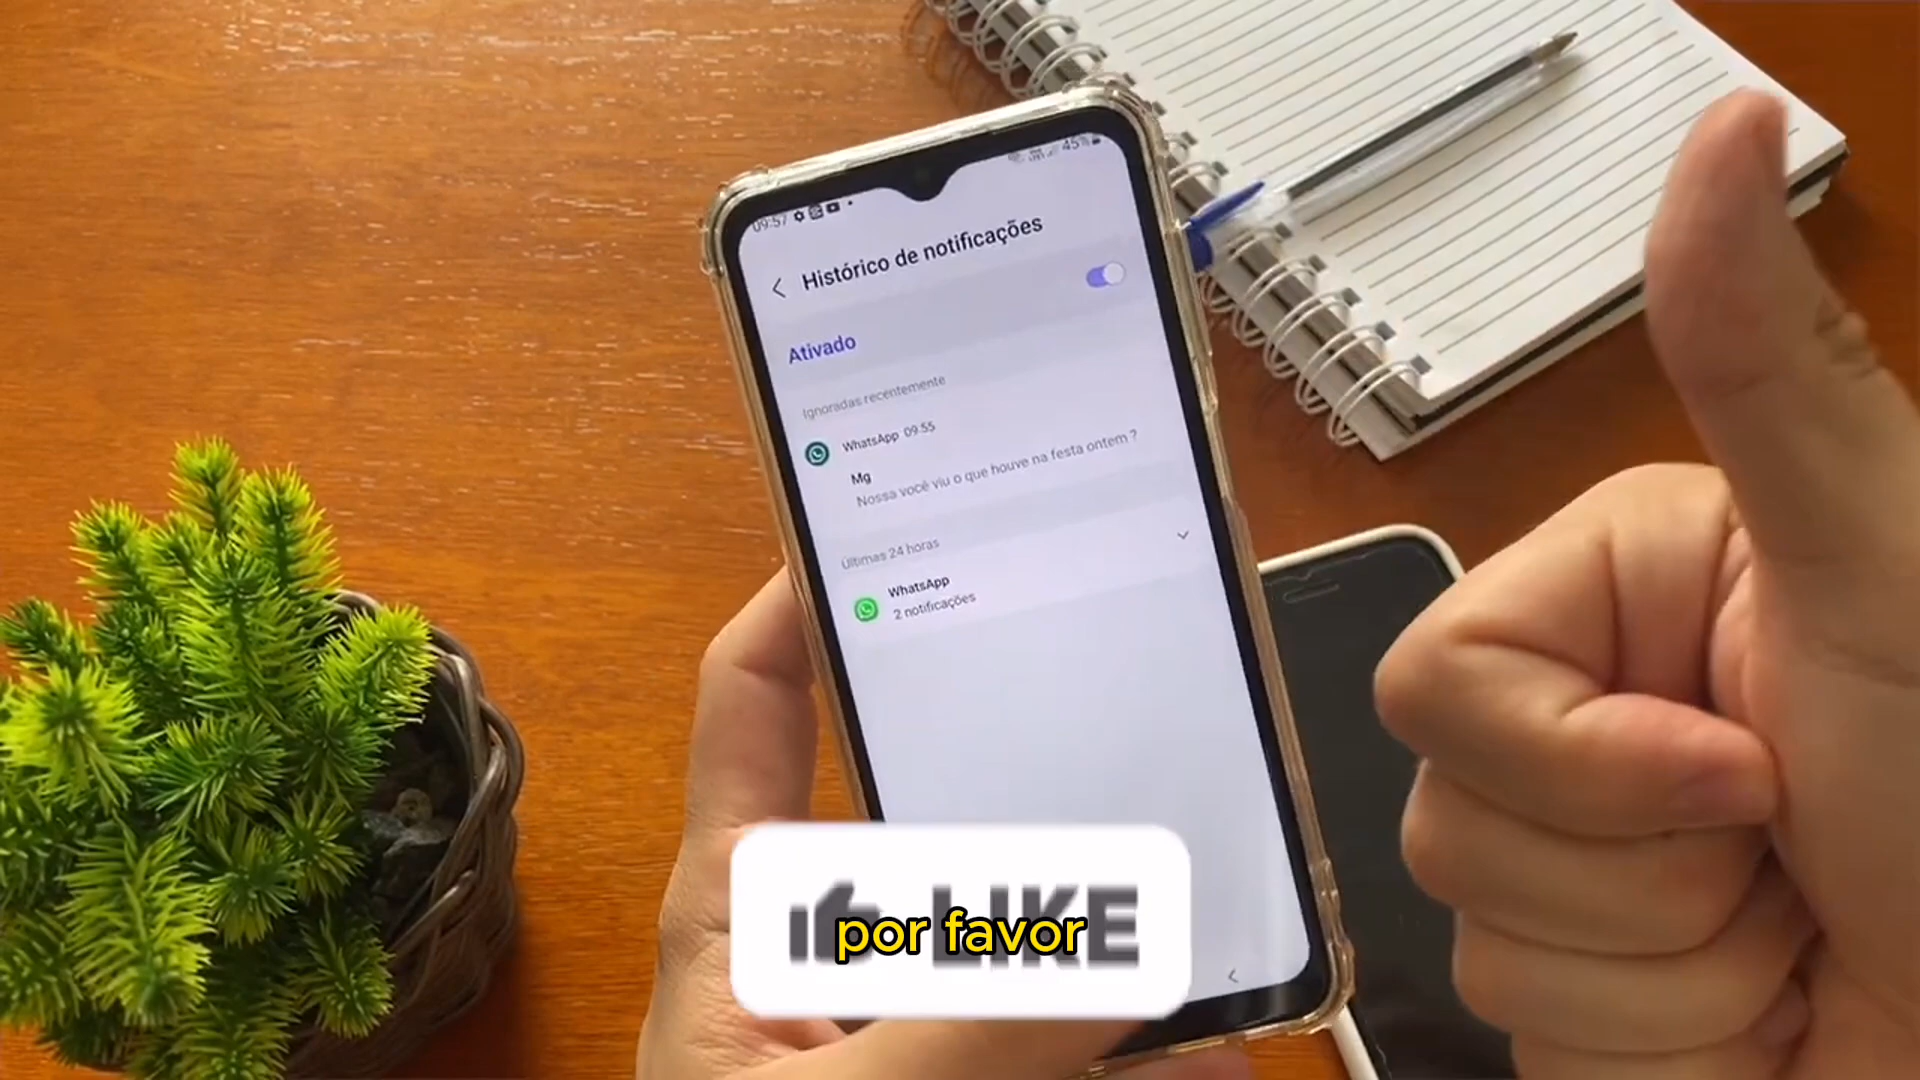 09:57
45%
Histórico de notificações
Ativado
Ignoradas recentemente
WhatsApp 09:55
Mg
Nossa você viu o que houve na festa ontem ?
Últimas 24 horas
WhatsApp
2 notificações
LIKE
por favor